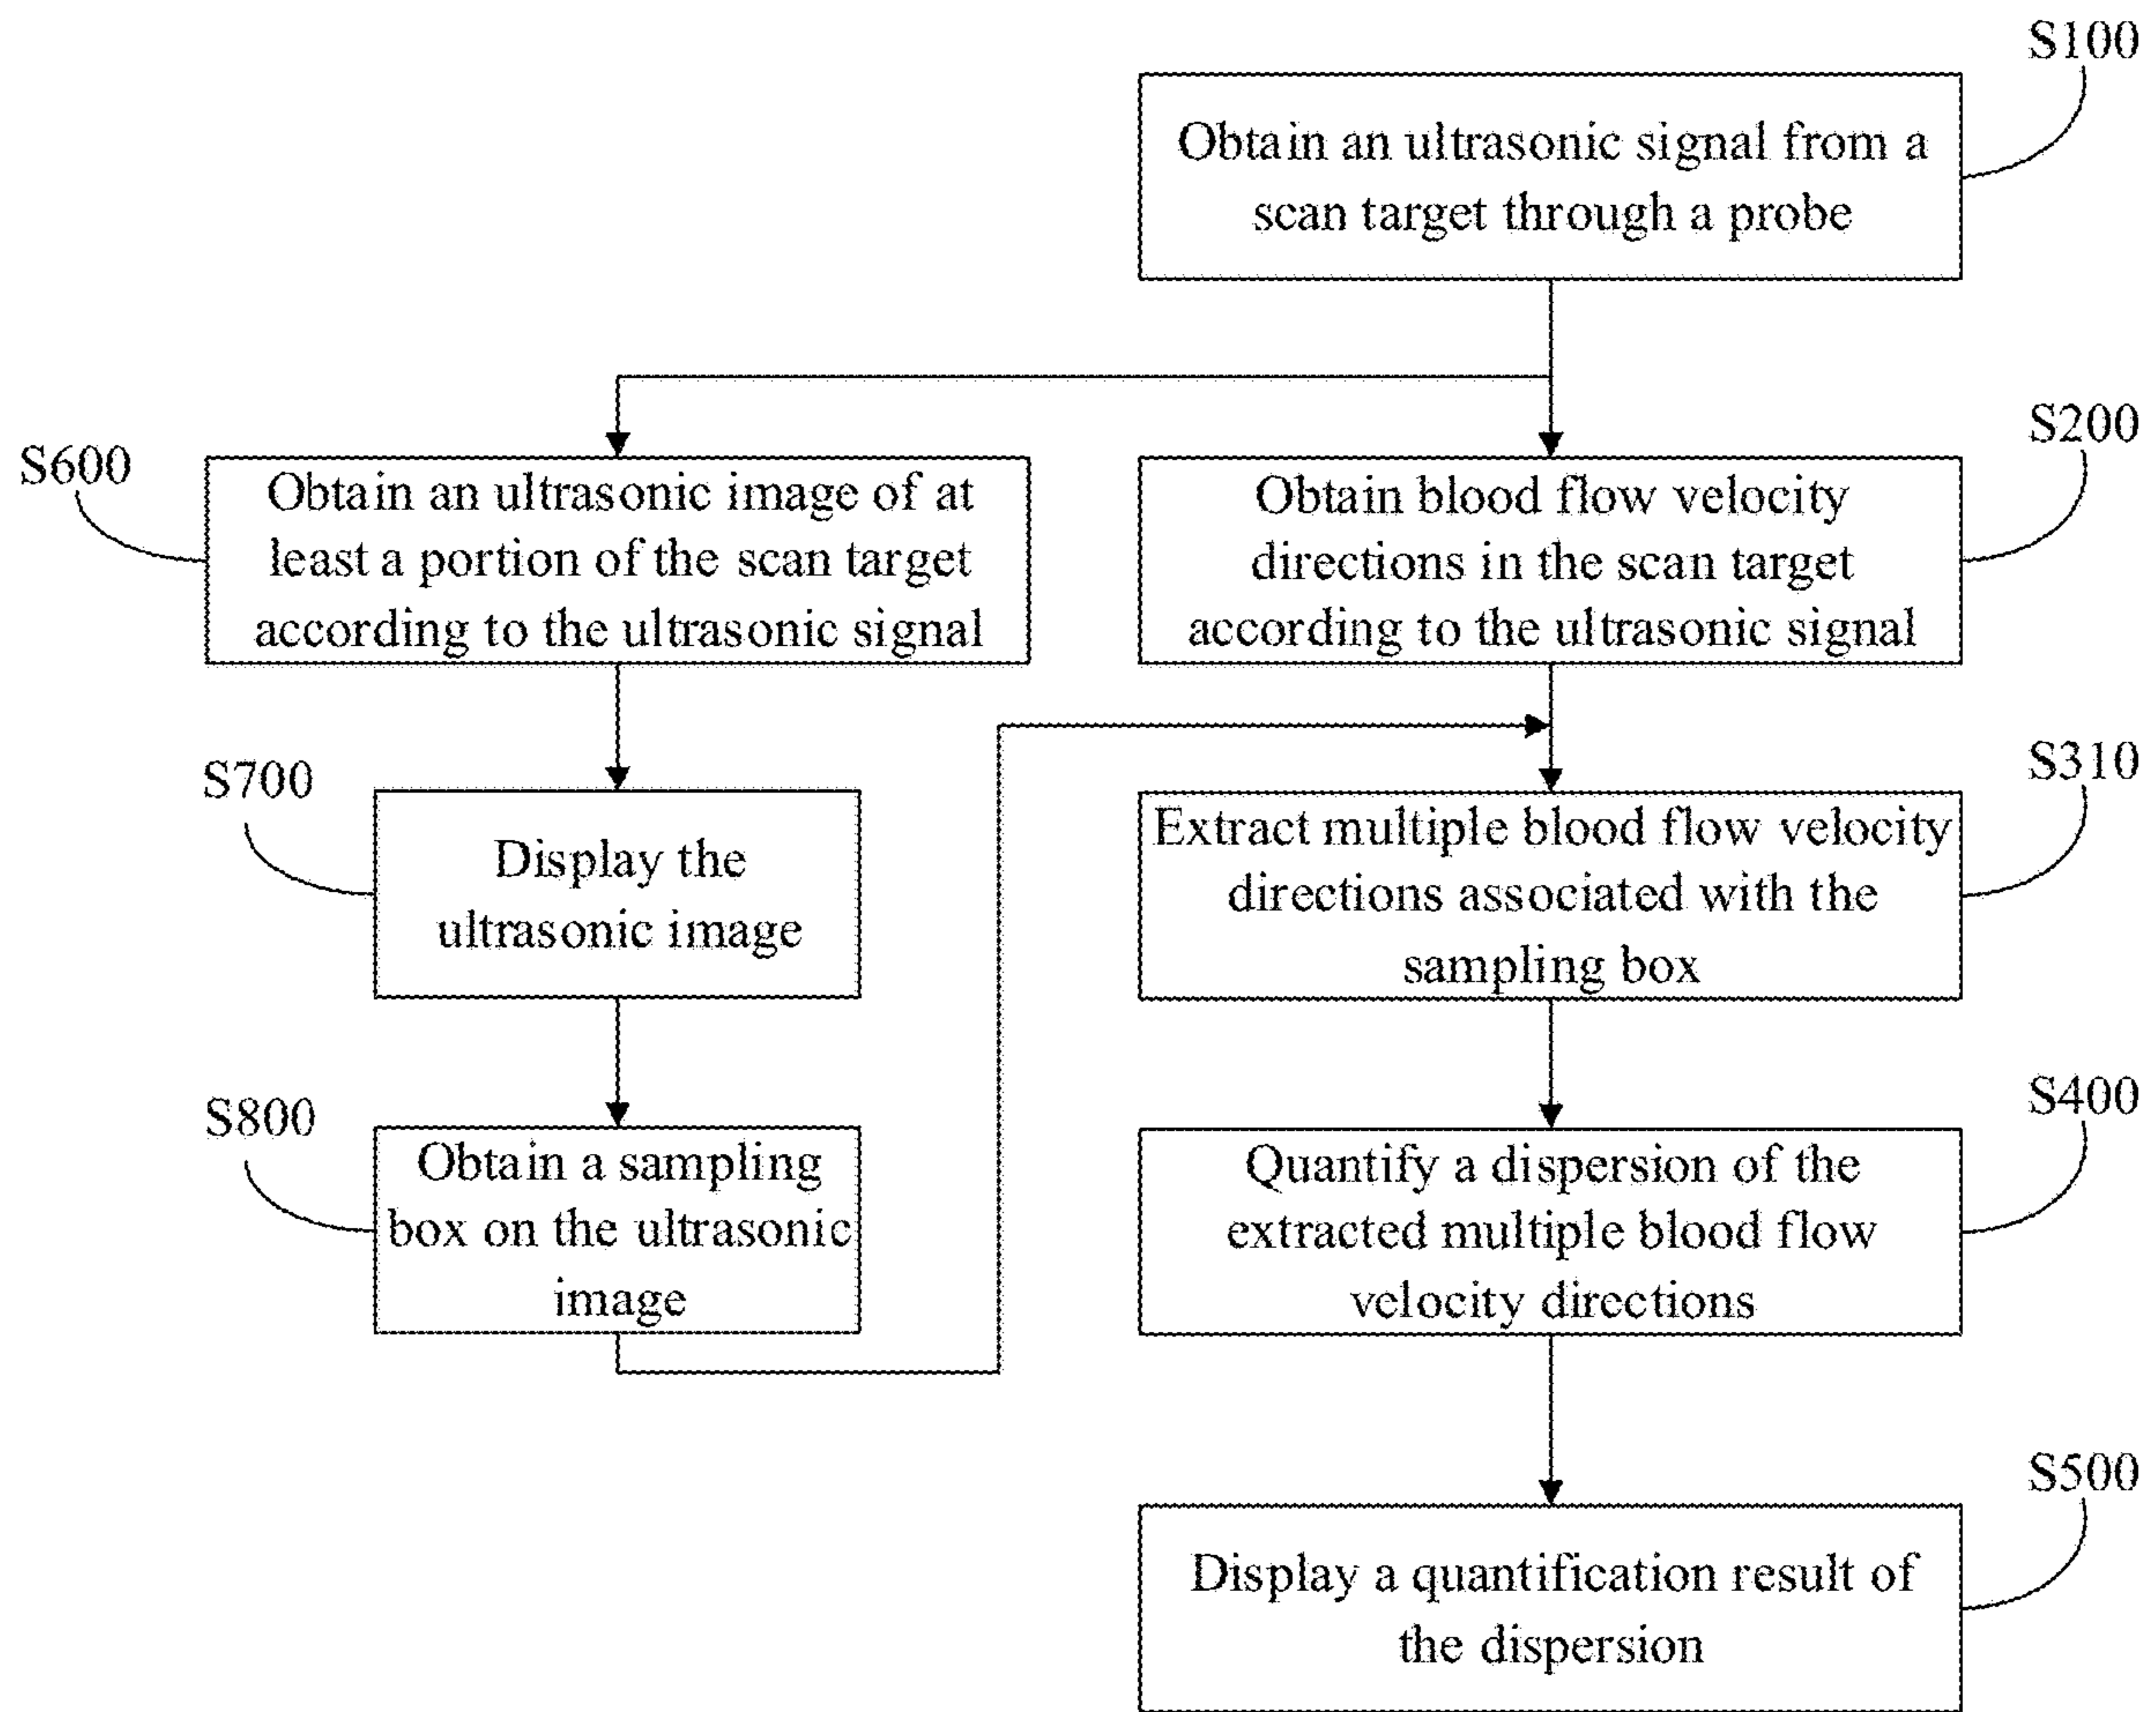 S100
Obtain an ultrasonic signal from a
scan target through a probe
S600
Obtain an ultrasonic image of at
least a portion of the scan target
according to the ultrasonic signal
S200
Obtain blood flow velocity
directions in the scan target
according to the ultrasonic signal
S700
Display the
ultrasonic image
S310
Extract multiple blood flow velocity
directions associated with the
sampling box
S800
Obtain a sampling
box on the ultrasonic
image
S400
Quantify a dispersion of the
extracted multiple blood flow
velocity directions
S500
Display a quantification result of
the dispersion